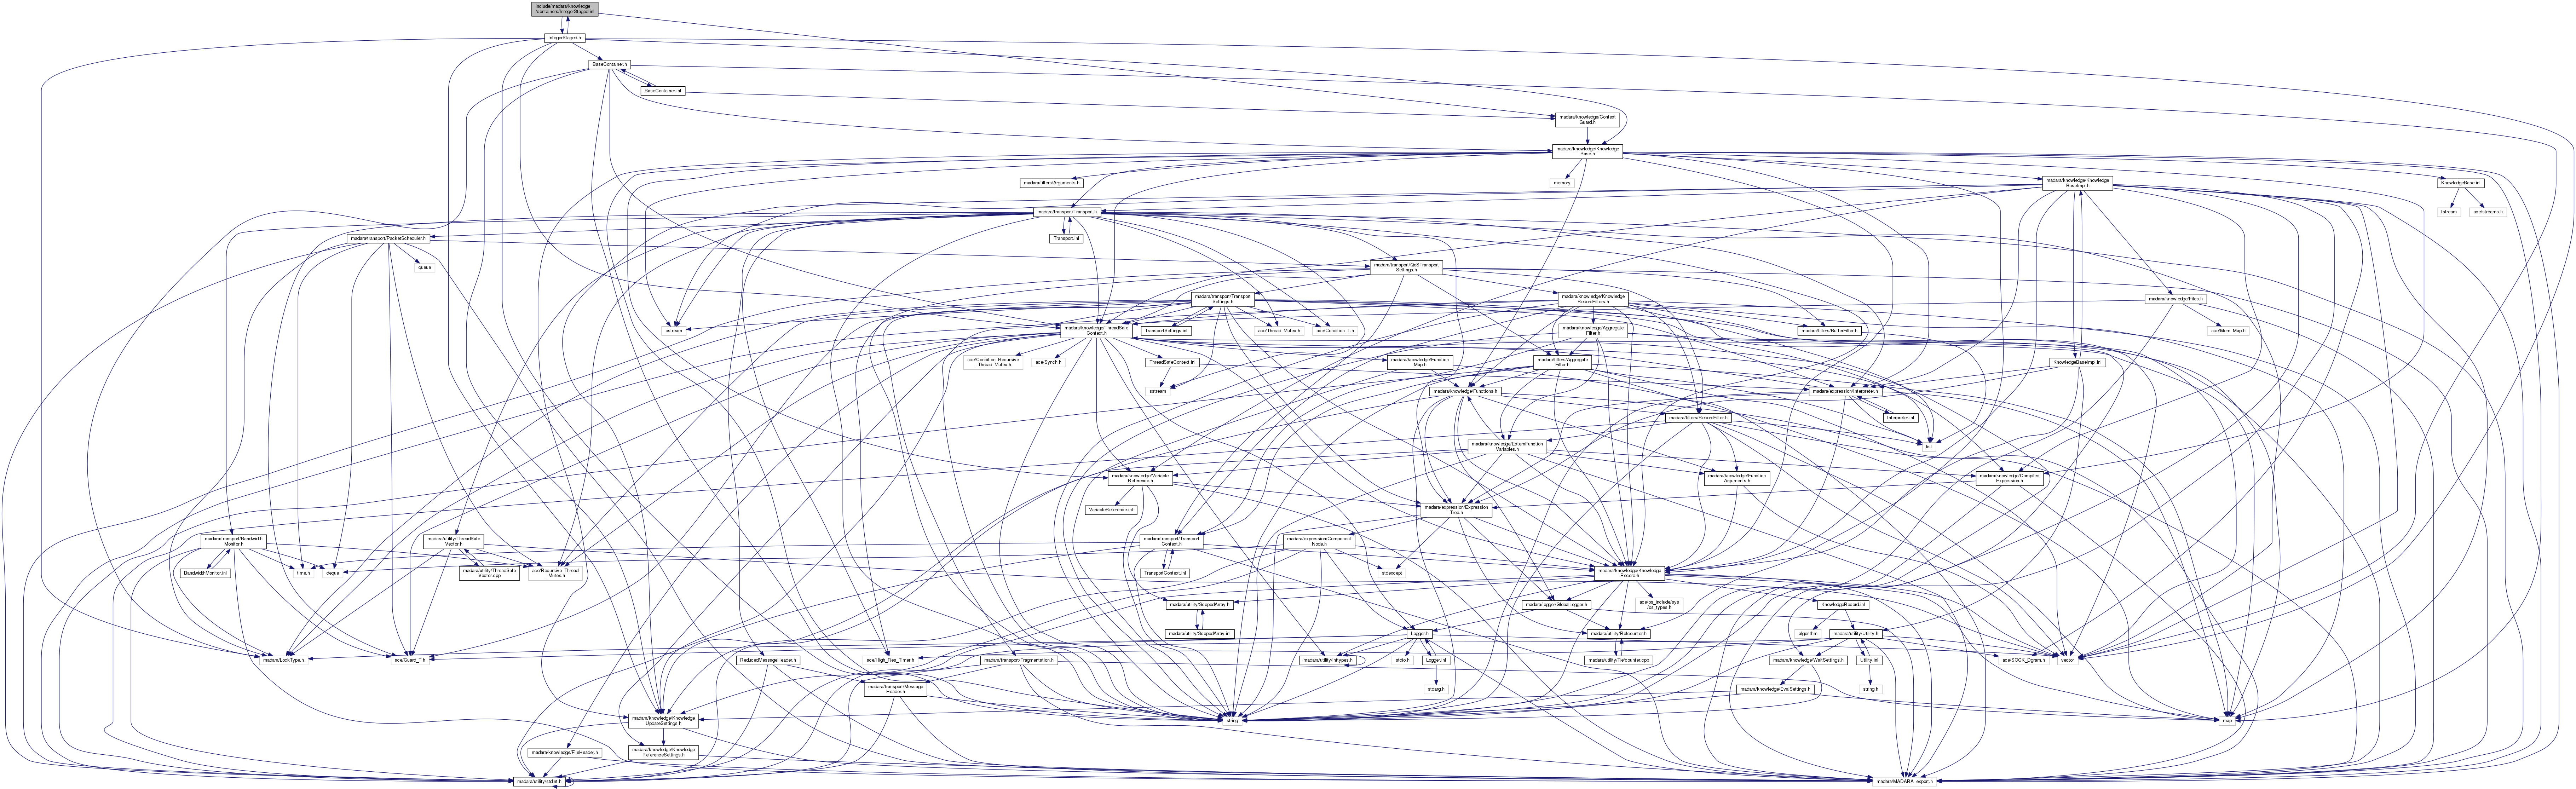 include/madara/knowledge
/containers/IntegerStaged.inl
IntegerStaged.h
BaseContainer.h
BaseContainer.inl
madara/knowledge/Context
Guard.h
madara/knowledge/Knowledge
Base.h
madara/filters/Arguments.h
memory
madara/knowledge/Knowledge
BaseImpl.h
KnowledgeBase.inl
madara/transport/Transport.h
fstream
ace/streams.h
madara/transport/PacketScheduler.h
Transport.inl
queue
madara/transport/QoSTransport
Settings.h
madara/transport/Transport
Settings.h
madara/knowledge/Knowledge
RecordFilters.h
madara/knowledge/Files.h
ostream
madara/knowledge/ThreadSafe
Context.h
TransportSettings.inl
ace/Thread_Mutex.h
ace/Condition_T.h
madara/knowledge/Aggregate
Filter.h
madara/filters/BufferFilter.h
ace/Mem_Map.h
ace/Condition_Recursive
_Thread_Mutex.h
ace/Synch.h
ThreadSafeContext.inl
madara/knowledge/Function
Map.h
madara/filters/Aggregate
Filter.h
KnowledgeBaseImpl.inl
sstream
madara/knowledge/Functions.h
madara/expression/Interpreter.h
madara/filters/RecordFilter.h
Interpreter.inl
madara/knowledge/ExternFunction
Variables.h
list
madara/knowledge/Variable
Reference.h
madara/knowledge/Function
Arguments.h
madara/knowledge/Compiled
Expression.h
VariableReference.inl
madara/expression/Expression
Tree.h
madara/transport/Bandwidth
Monitor.h
madara/utility/ThreadSafe
Vector.h
madara/transport/Transport
Context.h
madara/expression/Component
Node.h
BandwidthMonitor.inl
time.h
deque
madara/utility/ThreadSafe
Vector.cpp
ace/Recursive_Thread
_Mutex.h
TransportContext.inl
stdexcept
madara/knowledge/Knowledge
Record.h
madara/utility/ScopedArray.h
madara/logger/GlobalLogger.h
ace/os_include/sys
/os_types.h
KnowledgeRecord.inl
madara/utility/ScopedArray.inl
Logger.h
madara/utility/Refcounter.h
algorithm
madara/utility/Utility.h
madara/LockType.h
ace/Guard_T.h
ReducedMessageHeader.h
ace/High_Res_Timer.h
madara/transport/Fragmentation.h
madara/utility/Inttypes.h
stdio.h
Logger.inl
madara/utility/Refcounter.cpp
madara/knowledge/WaitSettings.h
Utility.inl
ace/SOCK_Dgram.h
vector
madara/transport/Message
Header.h
stdarg.h
madara/knowledge/EvalSettings.h
string.h
madara/knowledge/Knowledge
UpdateSettings.h
string
map
madara/knowledge/FileHeader.h
madara/knowledge/Knowledge
ReferenceSettings.h
madara/utility/stdint.h
madara/MADARA_export.h